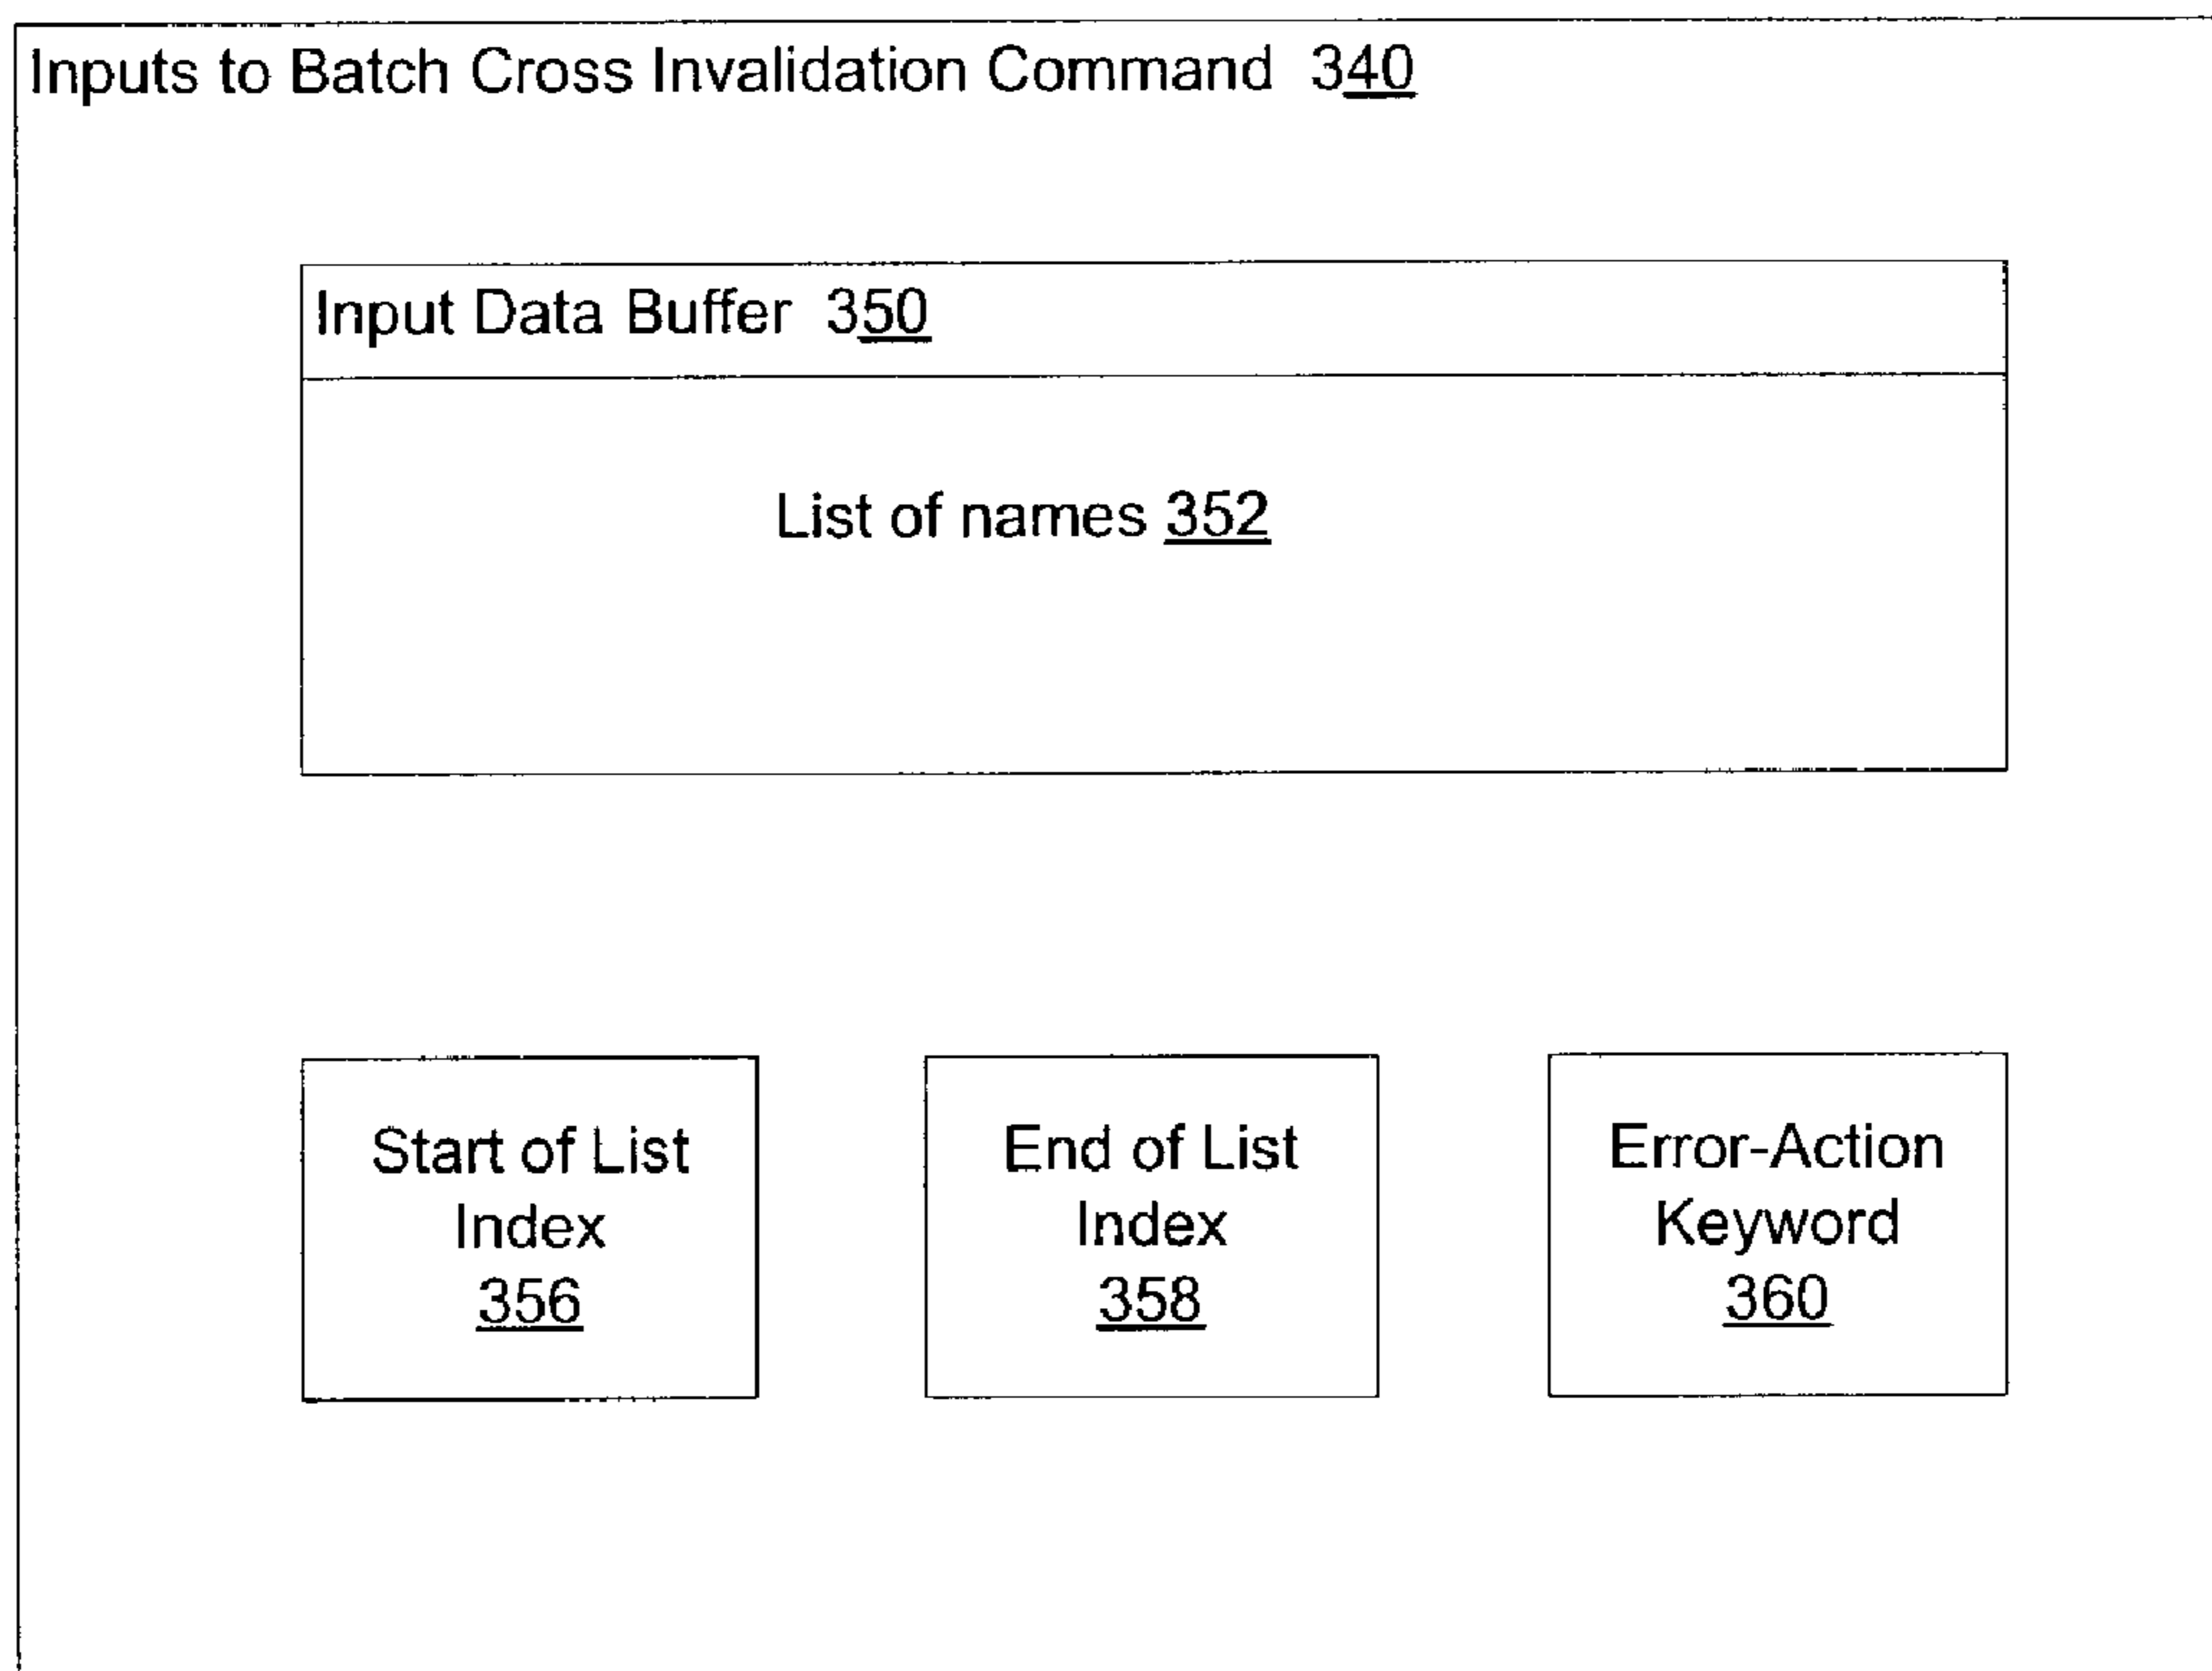 Inputs to Batch Cross Invalidation Command 340
Input Data Buffer 350
List of names 352
Start of List
Index
356
End of List
Index
358
Error-Action
Keyword
360